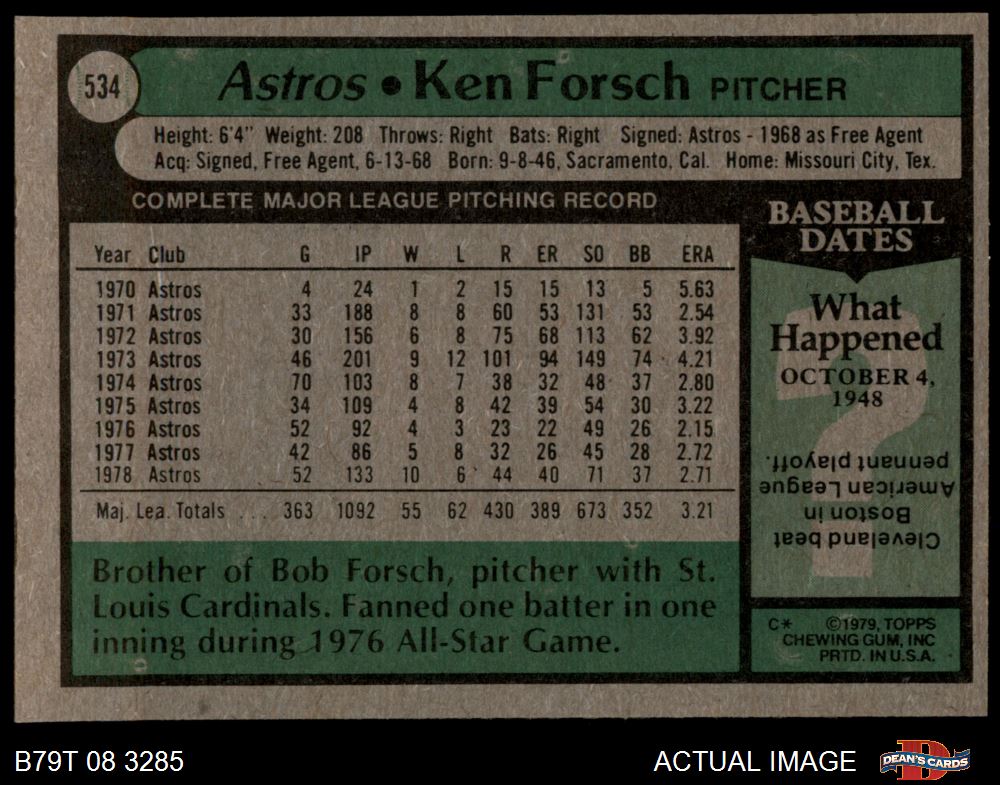 534
Astros • Ken Forsch PITCHER
Height: 6'4" Weight: 208 Throws: Right Bats: Right Signed: Astros - 1968 as Free Agent
Acq: Signed, Free Agent, 6-13-68 Born: 9-8-46, Sacramento, Cal. Home: Missouri City, Tex.
COMPLETE MAJOR LEAGUE PITCHING RECORD
Year Club G IP W L R ER SO BB ERA
1970 Astros 4 24 1 2 15 15 13 5 5.63
1971 Astros 33 188 8 8 60 53 131 53 2.54
1972 Astros 30 156 6 8 75 68 113 62 3.92
1973 Astros 46 201 9 12 101 94 149 74 4.21
1974 Astros 70 103 8 7 38 32 48 37 2.80
1975 Astros 34 109 4 8 42 39 54 30 3.22
1976 Astros 52 92 4 3 23 22 49 26 2.15
1977 Astros 42 86 5 8 32 26 45 28 2.72
1978 Astros 52 133 10 6 44 40 71 37 2.71
Maj. Lea. Totals ... 363 1092 55 62 430 389 673 352 3.21
Brother of Bob Forsch, pitcher with St.
Louis Cardinals. Fanned one batter in one
inning during 1976 All-Star Game.
BASEBALL
DATES
What
Happened
OCTOBER 4,
1948
Cleveland beat
Boston in
American League
pennant playoff.
C* ©1979, TOPPS
CHEWING GUM, INC
PRTD. IN U.S.A.
B79T 08 3285
ACTUAL IMAGE
DEAN'S CARDS